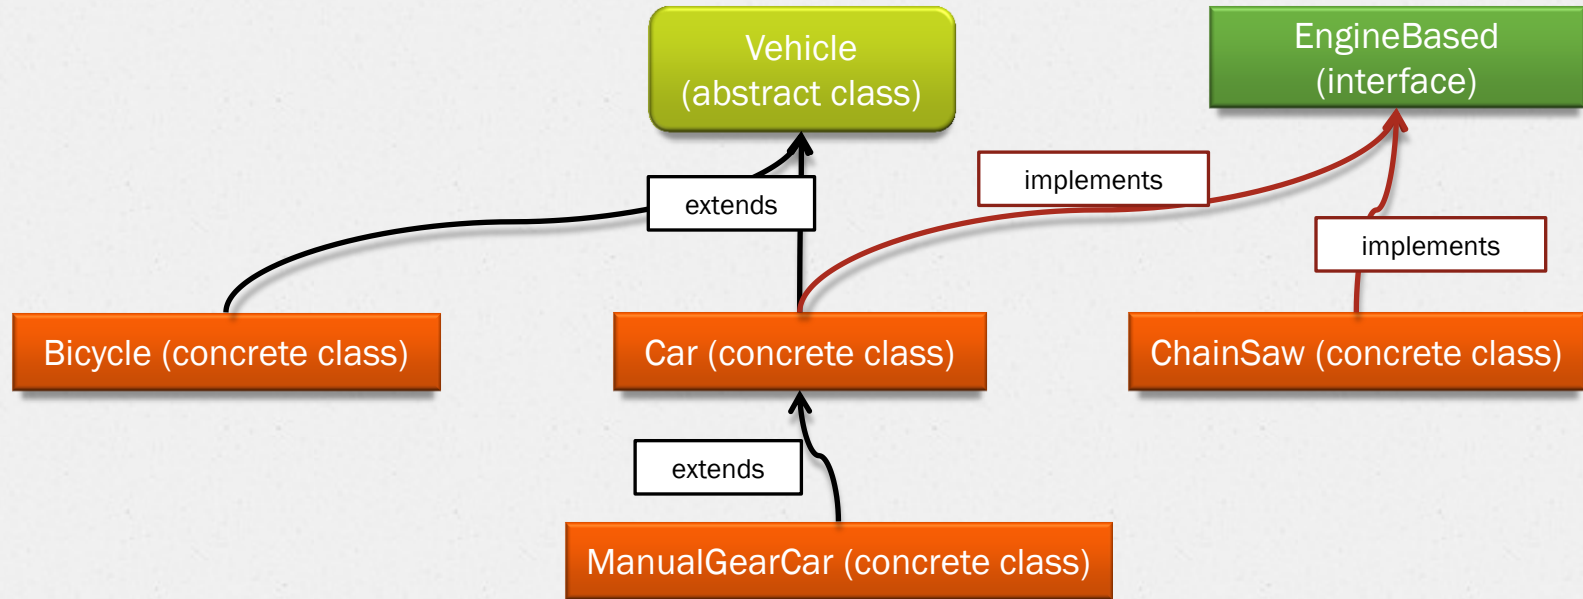 Vehicle
(abstract class)
EngineBased
(interface)
implements
extends
implements
Bicycle (concrete class)
Car (concrete class)
ChainSaw (concrete class)
extends
ManualGearCar (concrete class)